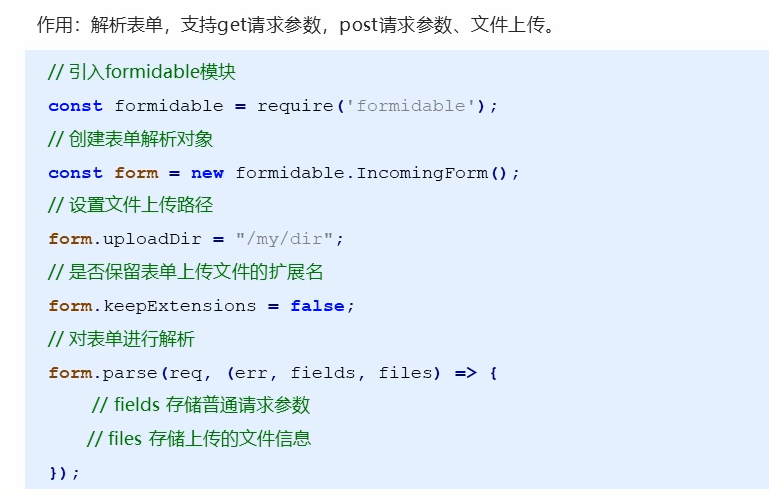 作用：解析表单，支持get请求参数，post请求参数、文件上传。
// 引入formidable模块
const formidable = require('formidable');
// 创建表单解析对象
const form = new formidable.IncomingForm();
// 设置文件上传路径
form.uploadDir = "/my/dir";
// 是否保留表单上传文件的扩展名
form.keepExtensions = false;
// 对表单进行解析
form.parse(req, (err, fields, files) => {
// fields 存储普通请求参数
// files 存储上传的文件信息
});